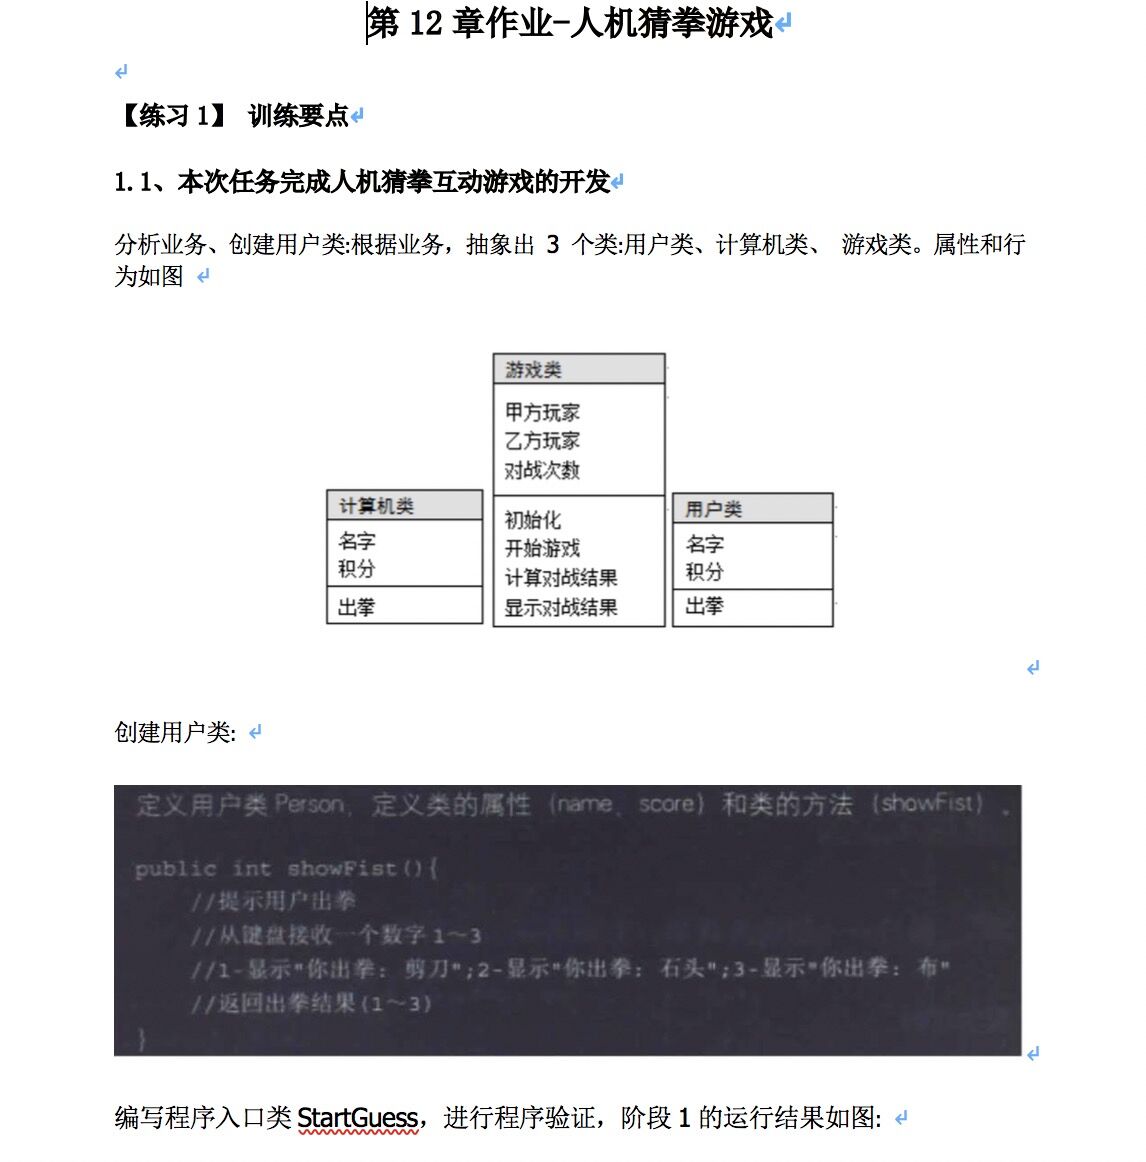 第 12 章作业-人机猜拳游戏
【练习 1】 训练要点
1.1、本次任务完成人机猜拳互动游戏的开发
分析业务、创建用户类:根据业务，抽象出 3 个类:用户类、计算机类、 游戏类。属性和行
为如图
游戏类
甲方玩家
乙方玩家
对战次数
初始化
开始游戏
计算对战结果
显示对战结果
计算机类
名字
积分
出拳
用户类
名字
积分
出拳
创建用户类:
定义用户类 Person，定义类的属性（name、score）和类的方法（showFist）。
public int showFist(){
//提示用户出拳
//从键盘接收一个数字 1～3
//1-显示"你出拳：剪刀";2-显示"你出拳：石头";3-显示"你出拳：布"
//返回出拳结果(1～3)
}
编写程序入口类 StartGuess，进行程序验证，阶段 1 的运行结果如图: